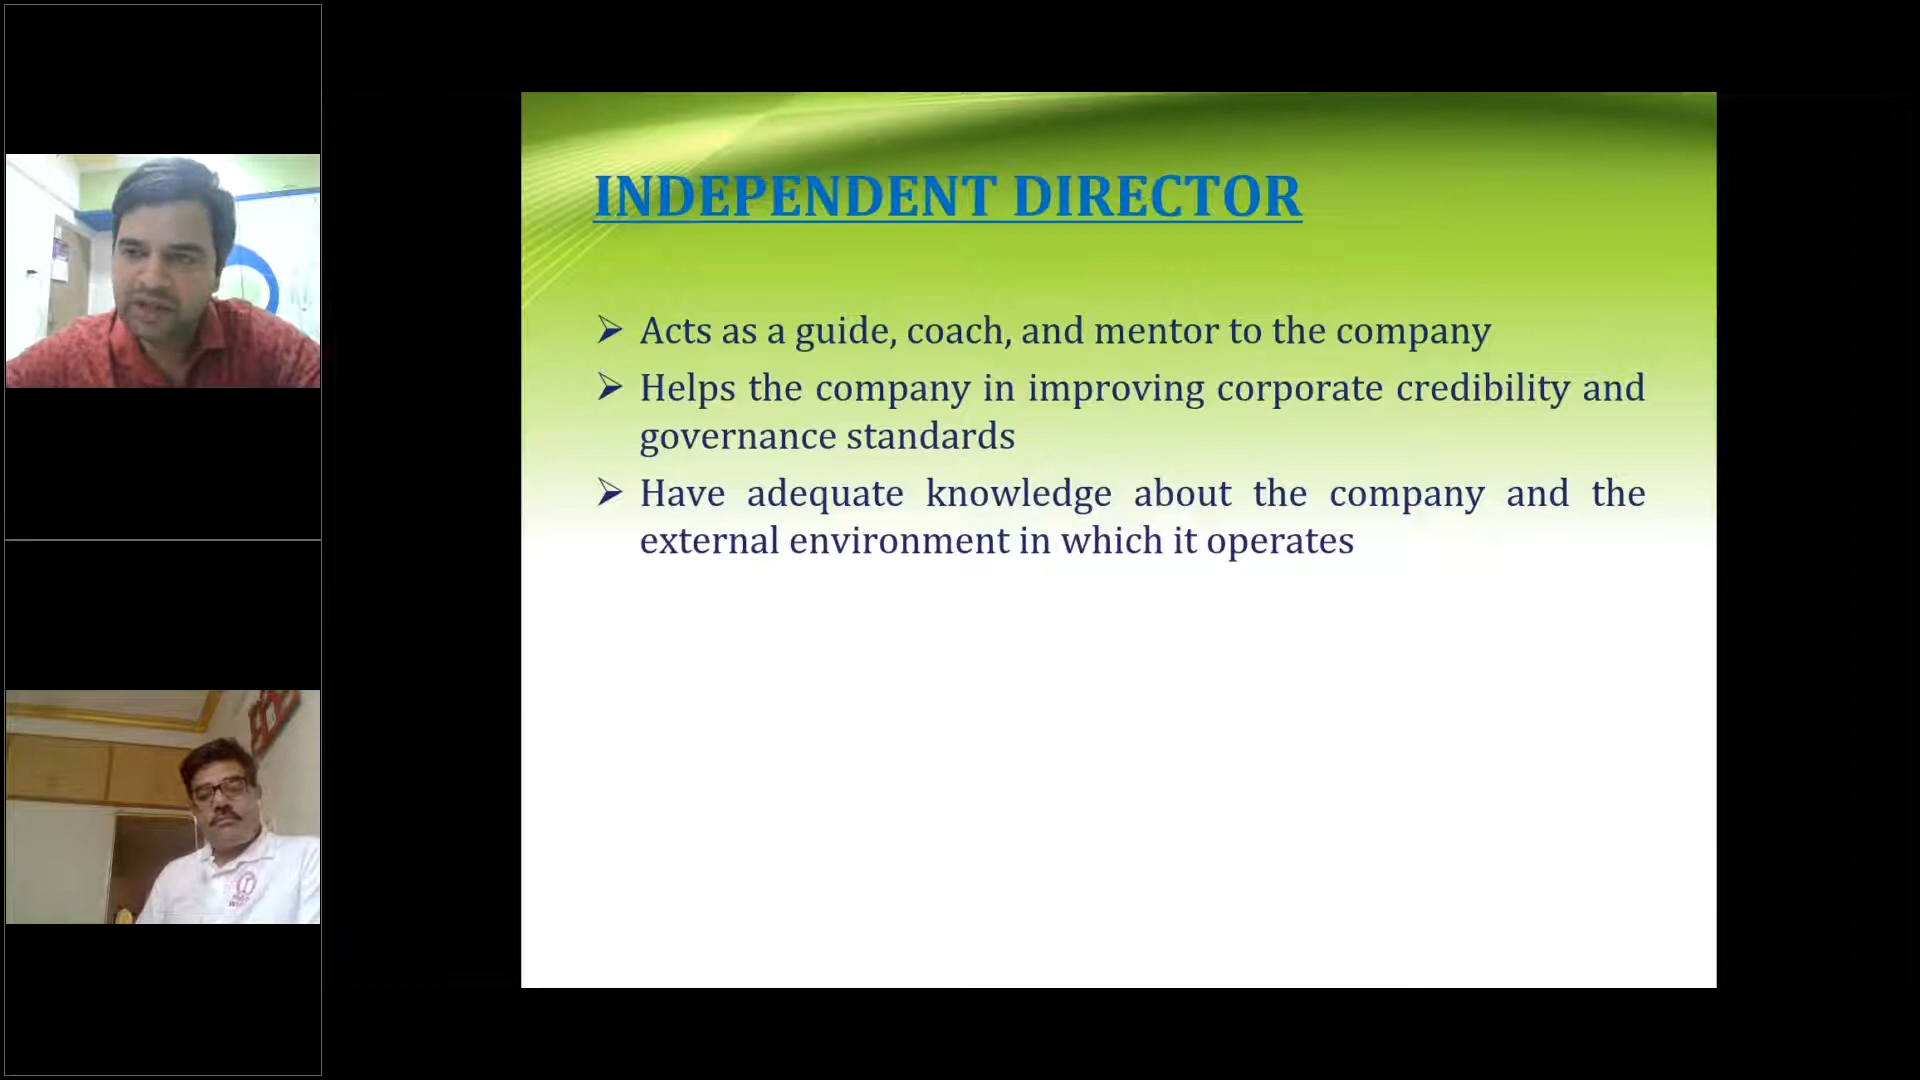 INDEPENDENT DIRECTOR
➢ Acts as a guide, coach, and mentor to the company
➢ Helps the company in improving corporate credibility and
governance standards
➢ Have adequate knowledge about the company and the
external environment in which it operates